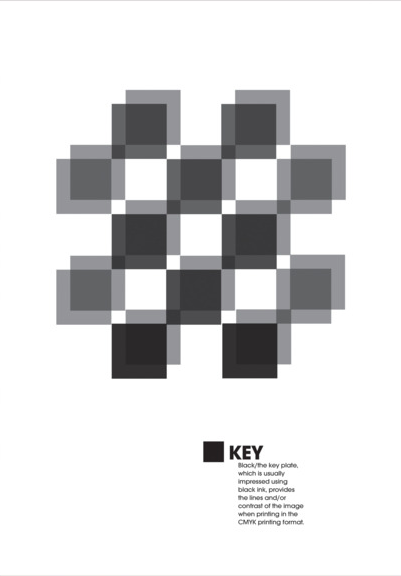 KEY
Black/the key plate,
which is usually
impressed using
black ink, provides
the lines and/or
contrast of the image
when printing in the
CMYK printing format.